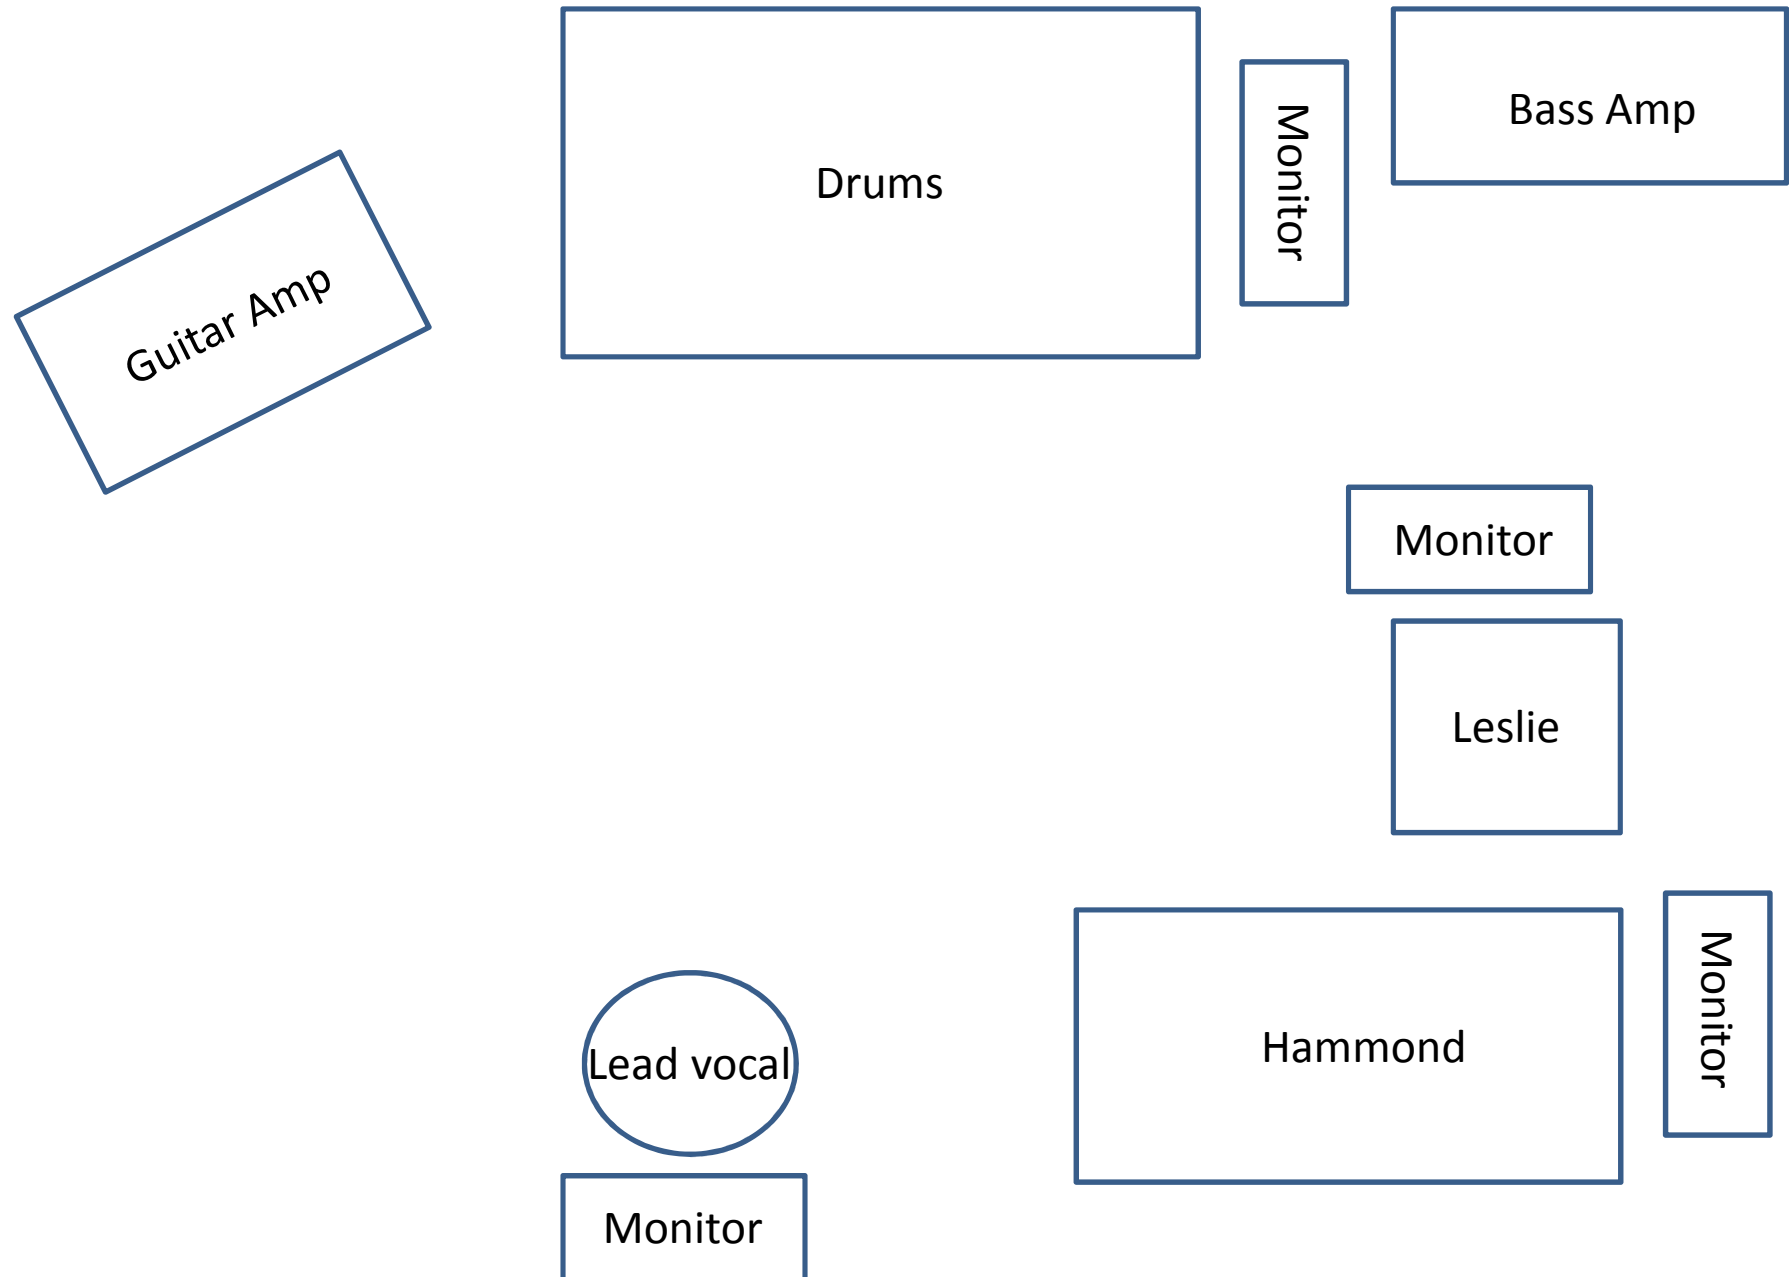 Bass Amp
Monitor
Drums
Guitar Amp
Monitor
Leslie
Monitor
Hammond
Lead vocal
Monitor